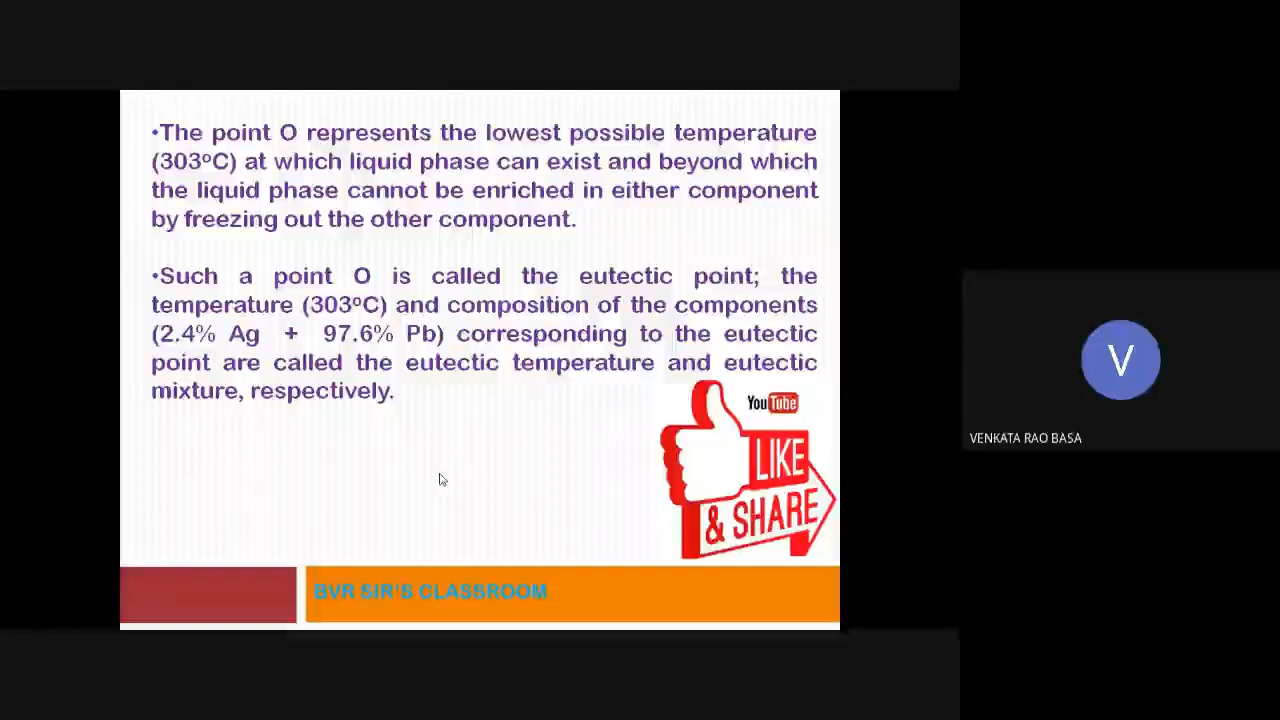 •The point O represents the lowest possible temperature
(303ºC) at which liquid phase can exist and beyond which
the liquid phase cannot be enriched in either component
by freezing out the other component.
•Such a point O is called the eutectic point; the
temperature (303ºC) and composition of the components
(2.4% Ag + 97.6% Pb) corresponding to the eutectic
point are called the eutectic temperature and eutectic
mixture, respectively.
YouTube
LIKE
& SHARE
BVR SIR'S CLASSROOM
V
VENKATA RAO BASA